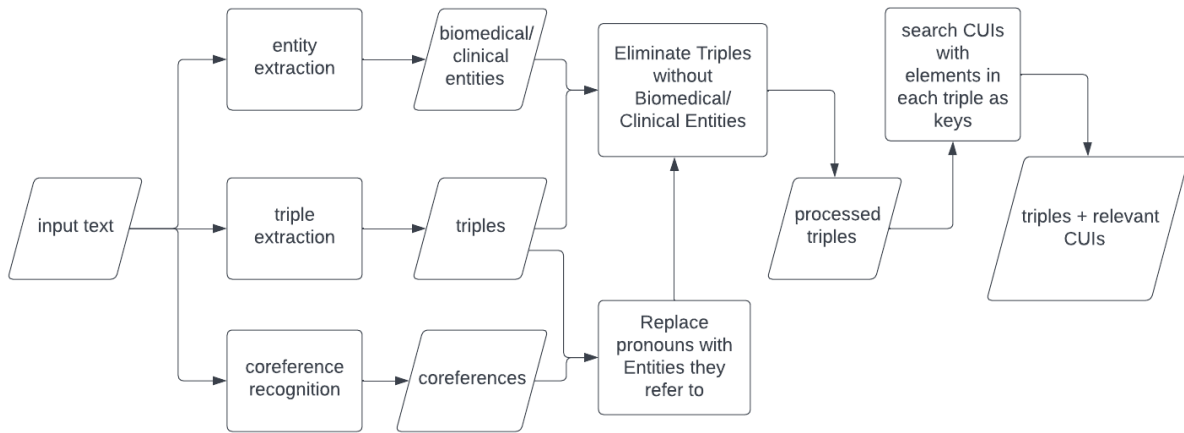 entity
extraction
biomedical/
clinical
entities
Eliminate Triples
without
Biomedical/
Clinical Entities
search CUIs
with
elements in
each triple as
keys
input text
triple
extraction
triples
processed
triples
triples + relevant
CUIs
coreference
recognition
coreferences
Replace
pronouns with
Entities they
refer to